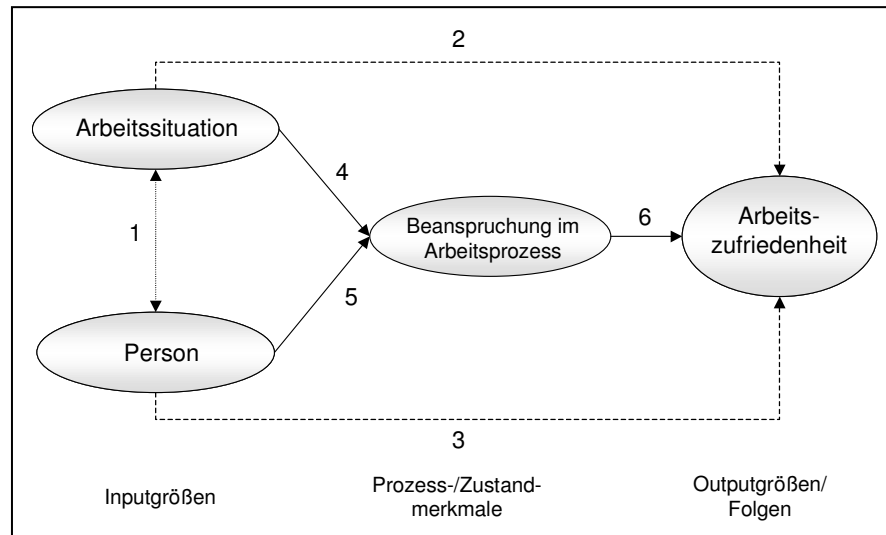 2
Arbeitssituation
4
1
Beanspruchung im
Arbeitsprozess
6
Arbeits-
zufriedenheit
5
Person
3
Inputgrößen
Prozess-/Zustand-
merkmale
Outputgrößen/
Folgen